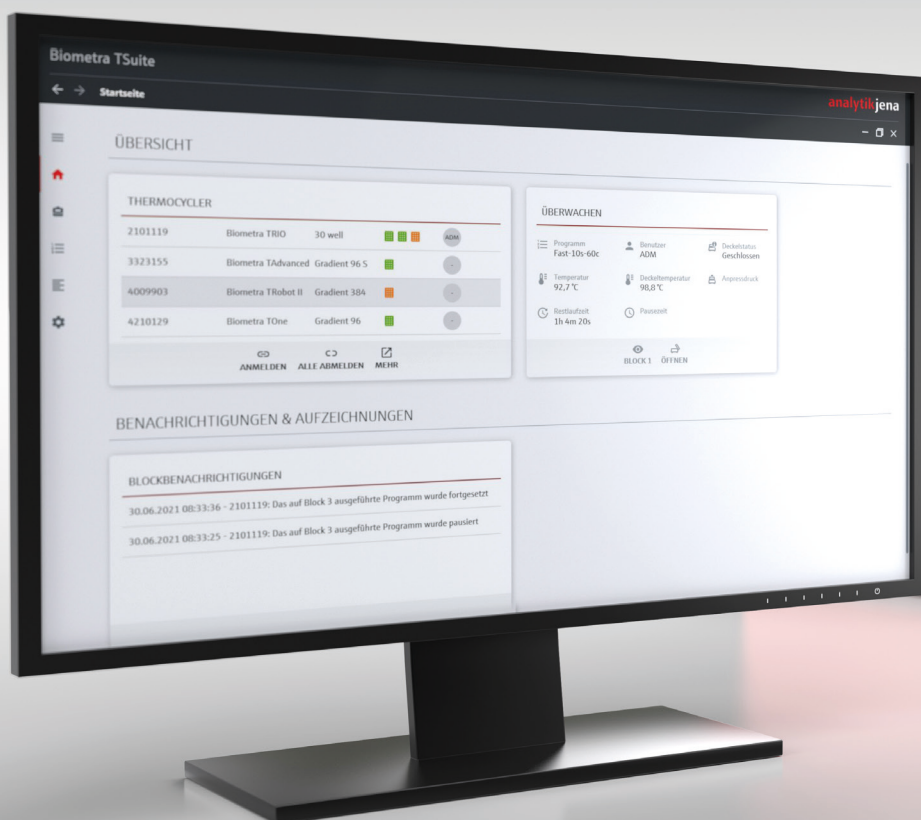 Biometra TSuite
Startseite
analytikjena
ÜBERSICHT
THERMOCYCLER
2101119 Biometra TRIO 30 well ADM
3323155 Biometra TAdvanced Gradient 96 S -
4009903 Biometra TRobot II Gradient 384 -
4210129 Biometra TOne Gradient 96 -
ANMELDEN ALLE ABMELDEN MEHR
ÜBERWACHEN
Programm Benutzer Deckelstatus
Fast-10s-60c ADM Geschlossen
Temperatur Deckeltemperatur Anpressdruck
92,7 °C 98,8 °C
Restlaufzeit Pausezeit
1h 4m 20s
BLOCK 1 ÖFFNEN
BENACHRICHTIGUNGEN & AUFZEICHNUNGEN
BLOCKBENACHRICHTIGUNGEN
30.06.2021 08:33:36 - 2101119: Das auf Block 3 ausgeführte Programm wurde fortgesetzt
30.06.2021 08:33:25 - 2101119: Das auf Block 3 ausgeführte Programm wurde pausiert